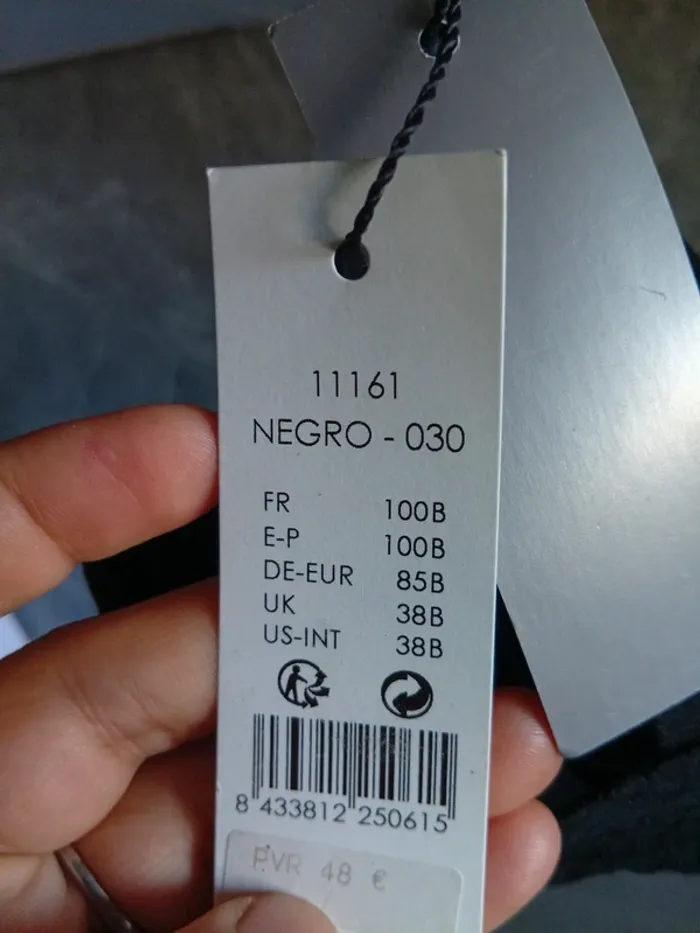 11161
NEGRO - 030
FR 100B
E-P 100B
DE-EUR 85B
UK 38B
US-INT 38B
8 433812 250615
PVR 48 €